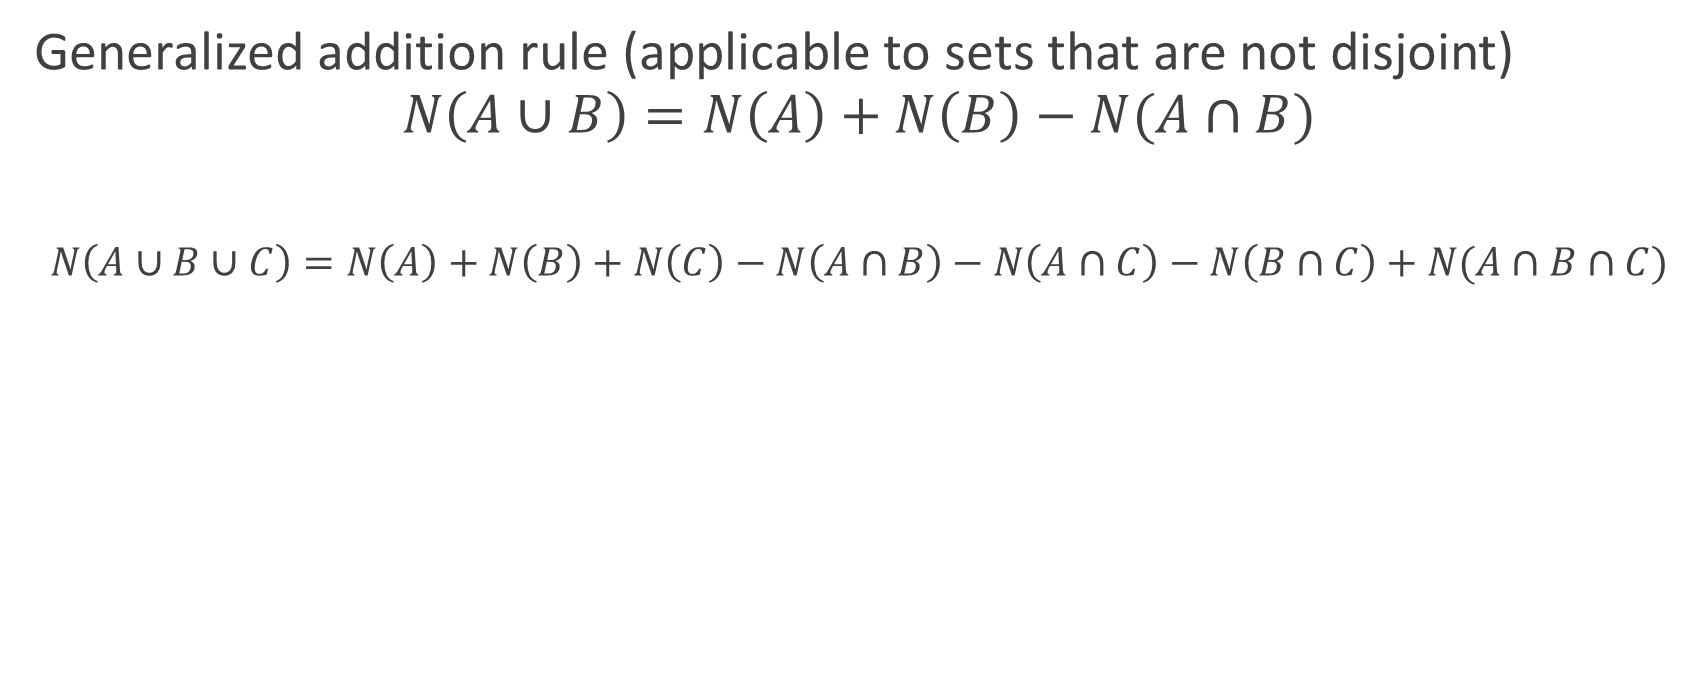 Generalized addition rule (applicable to sets that are not disjoint)
𝑁(𝐴 ∪ 𝐵) = 𝑁(𝐴) + 𝑁(𝐵) − 𝑁(𝐴 ∩ 𝐵)
𝑁(𝐴 ∪ 𝐵 ∪ 𝐶) = 𝑁(𝐴) + 𝑁(𝐵) + 𝑁(𝐶) − 𝑁(𝐴 ∩ 𝐵) − 𝑁(𝐴 ∩ 𝐶) − 𝑁(𝐵 ∩ 𝐶) + 𝑁(𝐴 ∩ 𝐵 ∩ 𝐶)